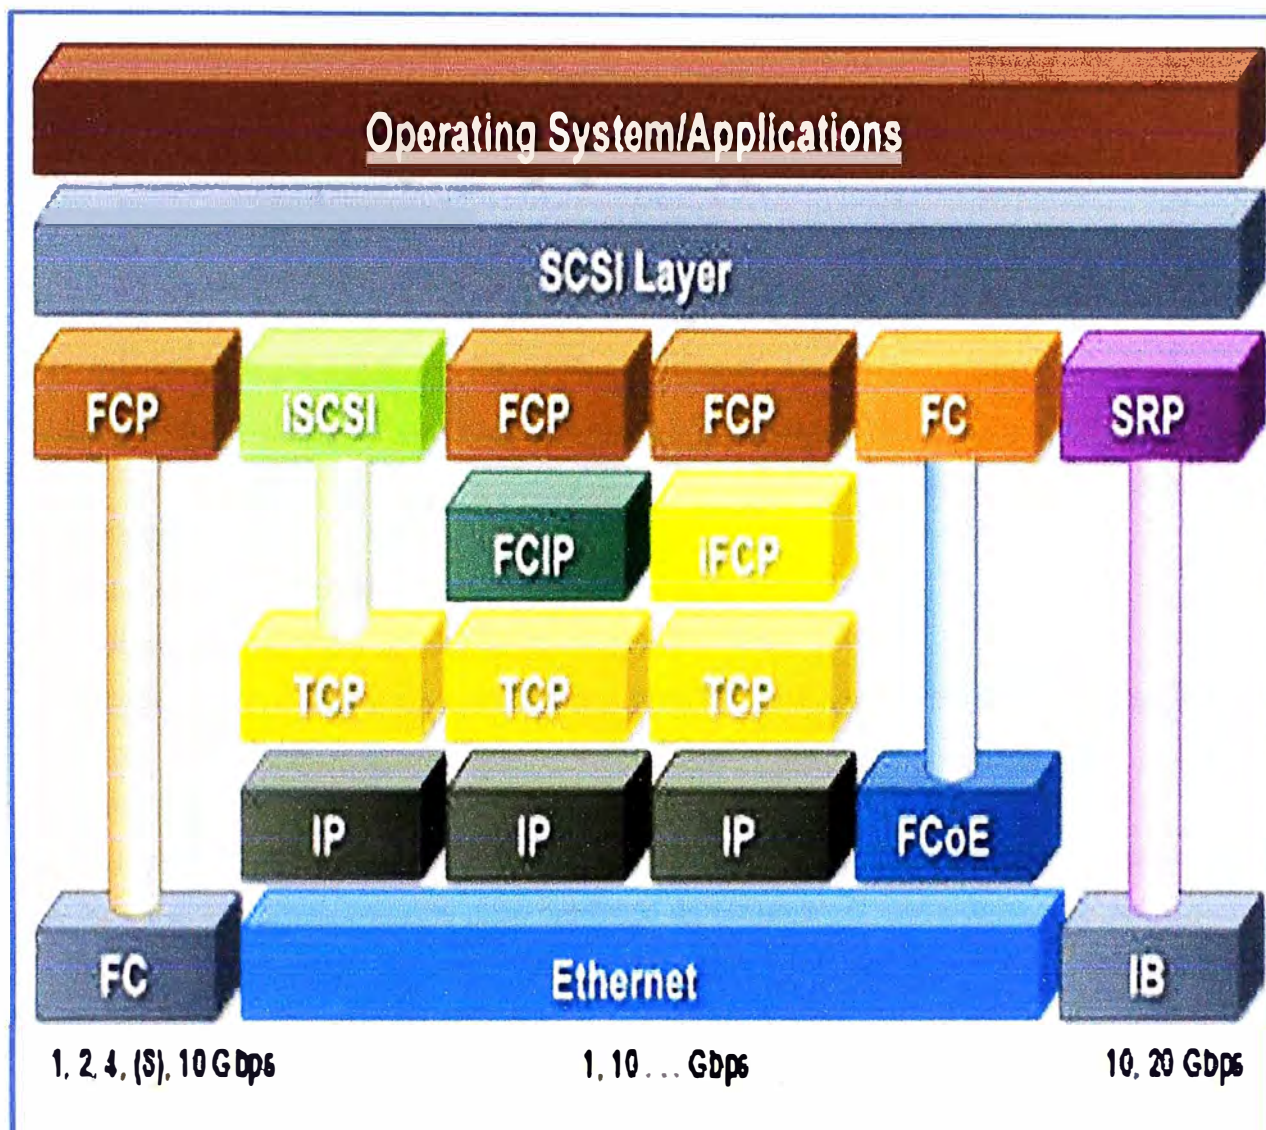 Operating System/Applications
SCSI Layer
FCP iSCSI FCP FCP FC SRP
FCIP iFCP
TCP TCP TCP
IP IP IP FCoE
FC Ethernet IB
1, 2, 4, (S), 10 Gbps 1, 10 ... Gbps 10, 20 Gbps